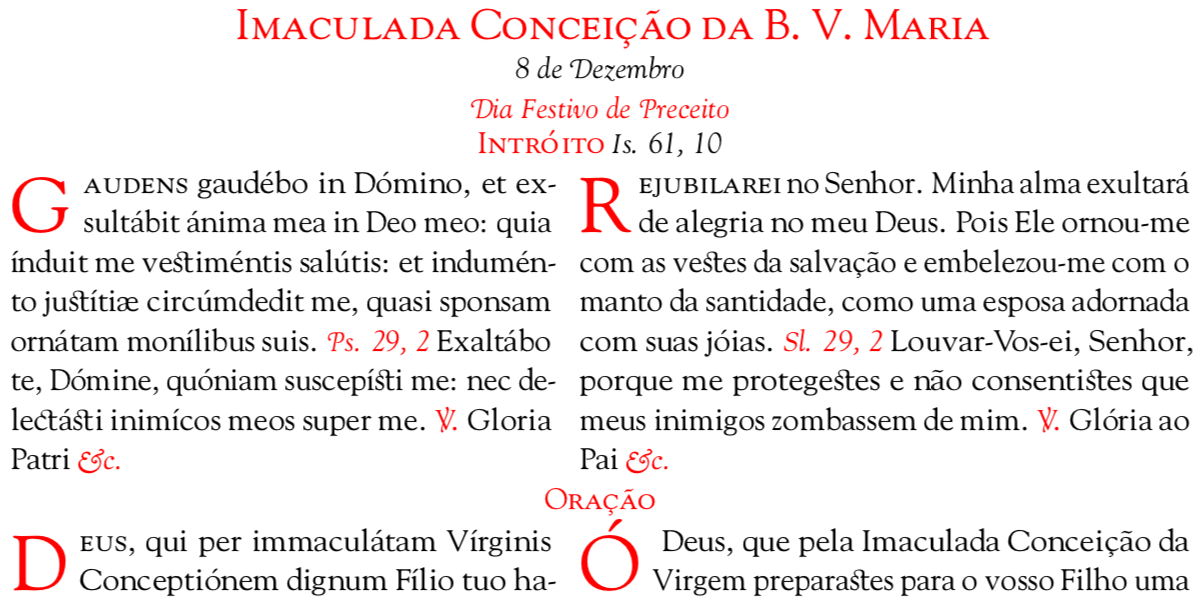 Imaculada Conceição da B. V. Maria
8 de Dezembro
Dia Festivo de Preceito
Intróito Is. 61, 10
Gaudens gaudébo in Dómino, et ex-
sultábit ánima mea in Deo meo: quia
índuit me vestiméntis salútis: et indumén-
to justítiæ circúmdedit me, quasi sponsam
ornátam monílibus suis. Ps. 29, 2 Exaltábo
te, Dómine, quóniam suscepísti me: nec de-
lectásti inimícos meos super me. ℣. Gloria
Patri &c.
Rejubilarei no Senhor. Minha alma exultará
de alegria no meu Deus. Pois Ele ornou-me
com as vestes da salvação e embelezou-me com o
manto da santidade, como uma esposa adornada
com suas jóias. Sl. 29, 2 Louvar-Vos-ei, Senhor,
porque me protegestes e não consentistes que
meus inimigos zombassem de mim. ℣. Glória ao
Pai &c.
Oração
Deus, qui per immaculátam Vírginis
Conceptiónem dignum Fílio tuo ha-
Ó Deus, que pela Imaculada Conceição da
Virgem preparastes para o vosso Filho uma